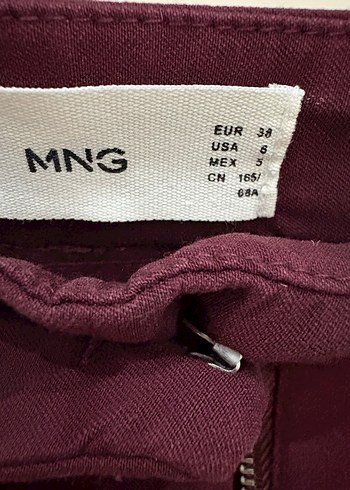 MNG
EUR 38
USA 6
MEX 5
CN 165/
68A